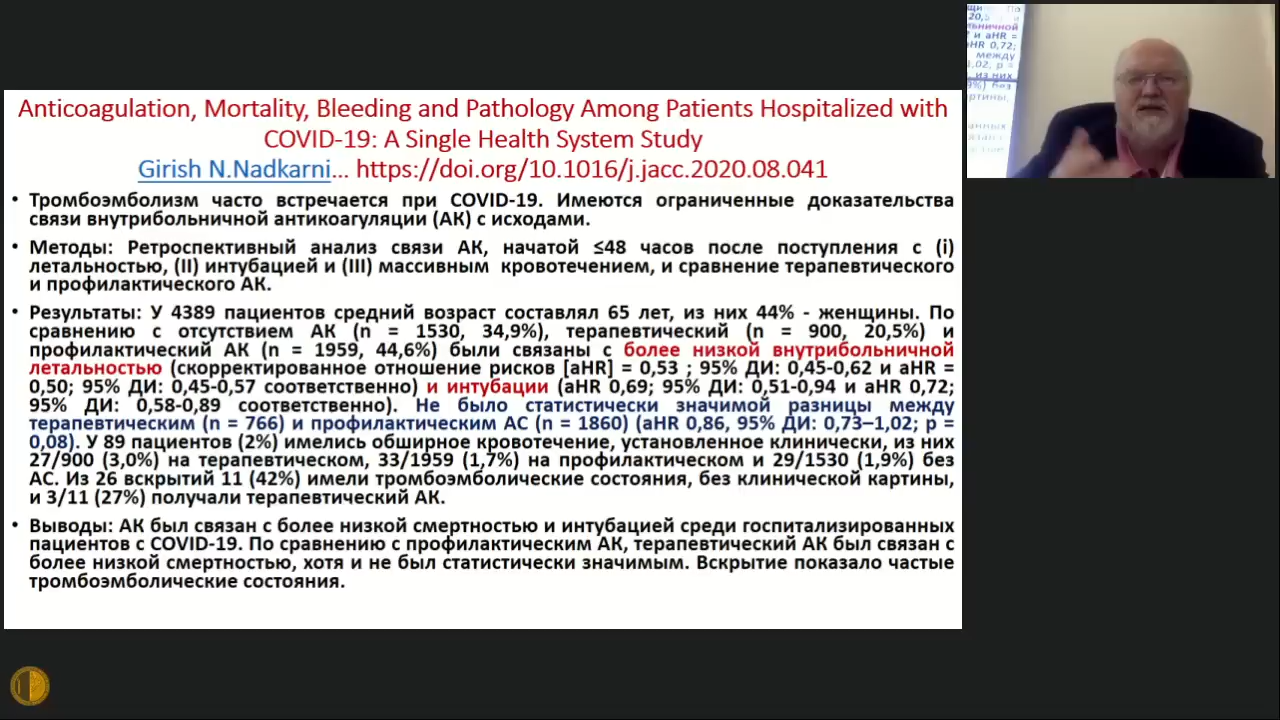 Anticoagulation, Mortality, Bleeding and Pathology Among Patients Hospitalized with
COVID-19: A Single Health System Study
Girish N.Nadkarni... https://doi.org/10.1016/j.jacc.2020.08.041
• Тромбоэмболизм часто встречается при COVID-19. Имеются ограниченные доказательства
связи внутрибольничной антикоагуляции (АК) с исходами.
• Методы: Ретроспективный анализ связи АК, начатой ≤48 часов после поступления с (i)
летальностью, (II) интубацией и (III) массивным кровотечением, и сравнение терапевтического
и профилактического АК.
• Результаты: У 4389 пациентов средний возраст составлял 65 лет, из них 44% - женщины. По
сравнению с отсутствием АК (n = 1530, 34,9%), терапевтический (n = 900, 20,5%) и
профилактический АК (n = 1959, 44,6%) были связаны с более низкой внутрибольничной
летальностью (скорректированное отношение рисков [aHR] = 0,53 ; 95% ДИ: 0,45-0,62 и aHR =
0,50; 95% ДИ: 0,45-0,57 соответственно) и интубации (aHR 0,69; 95% ДИ: 0,51-0,94 и aHR 0,72;
95% ДИ: 0,58-0,89 соответственно). Не было статистически значимой разницы между
терапевтическим (n = 766) и профилактическим АС (n = 1860) (aHR 0,86, 95% ДИ: 0,73–1,02; p =
0,08). У 89 пациентов (2%) имелись обширное кровотечение, установленное клинически, из них
27/900 (3,0%) на терапевтическом, 33/1959 (1,7%) на профилактическом и 29/1530 (1,9%) без
АС. Из 26 вскрытий 11 (42%) имели тромбоэмболические состояния, без клинической картины,
и 3/11 (27%) получали терапевтический АК.
• Выводы: АК был связан с более низкой смертностью и интубацией среди госпитализированных
пациентов с COVID-19. По сравнению с профилактическим АК, терапевтический АК был связан с
более низкой смертностью, хотя и не был статистически значимым. Вскрытие показало частые
тромбоэмболические состояния.